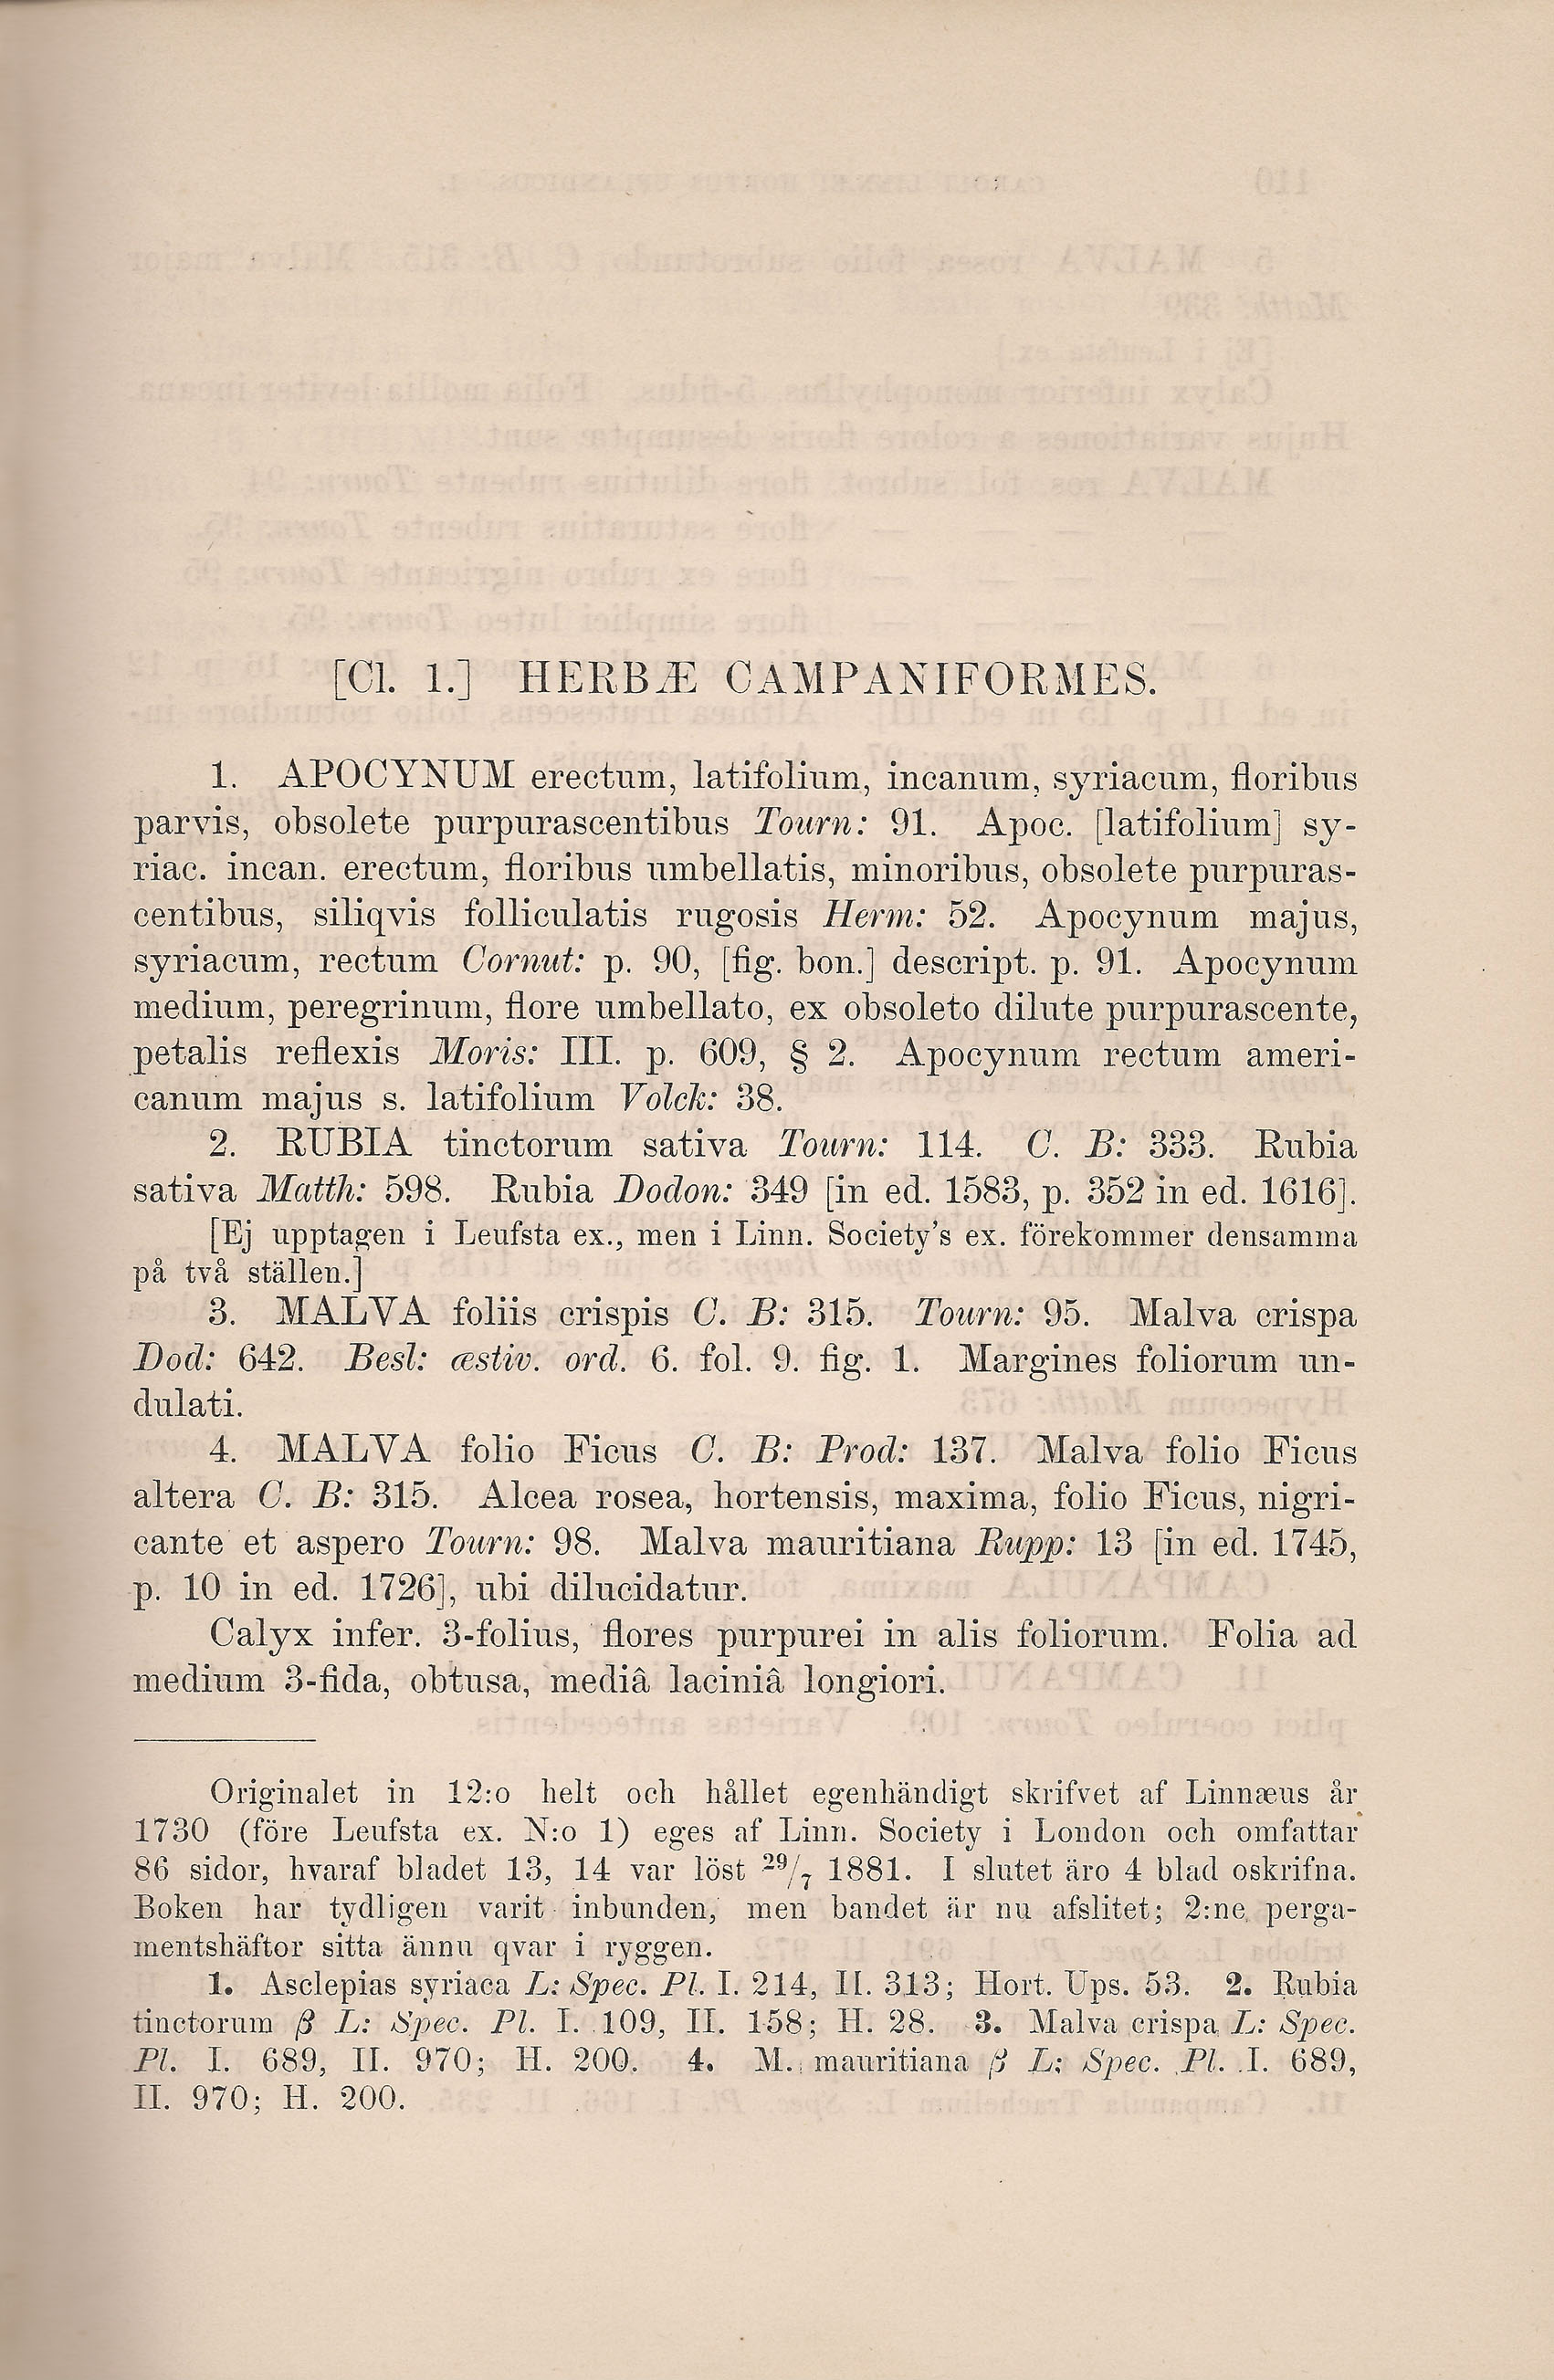 [Cl. 1.] HERBÆ CAMPANIFORMES.
1. APOCYNUM erectum, latifolium, incanum, syriacum, floribus
parvis, obsolete purpurascentibus Tourn: 91. Apoc. [latifolium] sy-
riac. incan. erectum, floribus umbellatis, minoribus, obsolete purpuras-
centibus, siliqvis folliculatis rugosis Herm: 52. Apocynum majus,
syriacum, rectum Cornut: p. 90, [fig. bon.] descript. p. 91. Apocynum
medium, peregrinum, flore umbellato, ex obsoleto dilute purpurascente,
petalis reflexis Moris: III. p. 609, § 2. Apocynum rectum ameri-
canum majus s. latifolium Volck: 38.
2. RUBIA tinctorum sativa Tourn: 114. C. B: 333. Rubia
sativa Matth: 598. Rubia Dodon: 349 [in ed. 1583, p. 352 in ed. 1616].
[Ej upptagen i Leufsta ex., men i Linn. Society's ex. förekommer densamma
på två ställen.]
3. MALVA foliis crispis C. B: 315. Tourn: 95. Malva crispa
Dod: 642. Besl: æstiv. ord. 6. fol. 9. fig. 1. Margines foliorum un-
dulati.
4. MALVA folio Ficus C. B: Prod: 137. Malva folio Ficus
altera C. B: 315. Alcea rosea, hortensis, maxima, folio Ficus, nigri-
cante et aspero Tourn: 98. Malva mauritiana Rupp: 13 [in ed. 1745,
p. 10 in ed. 1726], ubi dilucidatur.
Calyx infer. 3-folius, flores purpurei in alis foliorum. Folia ad
medium 3-fida, obtusa, mediâ laciniâ longiori.
Originalet in 12:o helt och hållet egenhändigt skrifvet af Linnæus år
1730 (före Leufsta ex. N:o 1) eges af Linn. Society i London och omfattar
86 sidor, hvaraf bladet 13, 14 var löst 29/7 1881. I slutet äro 4 blad oskrifna.
Boken har tydligen varit inbunden, men bandet är nu afslitet; 2:ne perga-
mentshäftor sitta ännu qvar i ryggen.
1. Asclepias syriaca L: Spec. Pl. I. 214, II. 313; Hort. Ups. 53. 2. Rubia
tinctorum β L: Spec. Pl. I. 109, II. 158; H. 28. 3. Malva crispa L: Spec.
Pl. I. 689, II. 970; H. 200. 4. M. mauritiana β L: Spec. Pl. I. 689,
II. 970; H. 200.